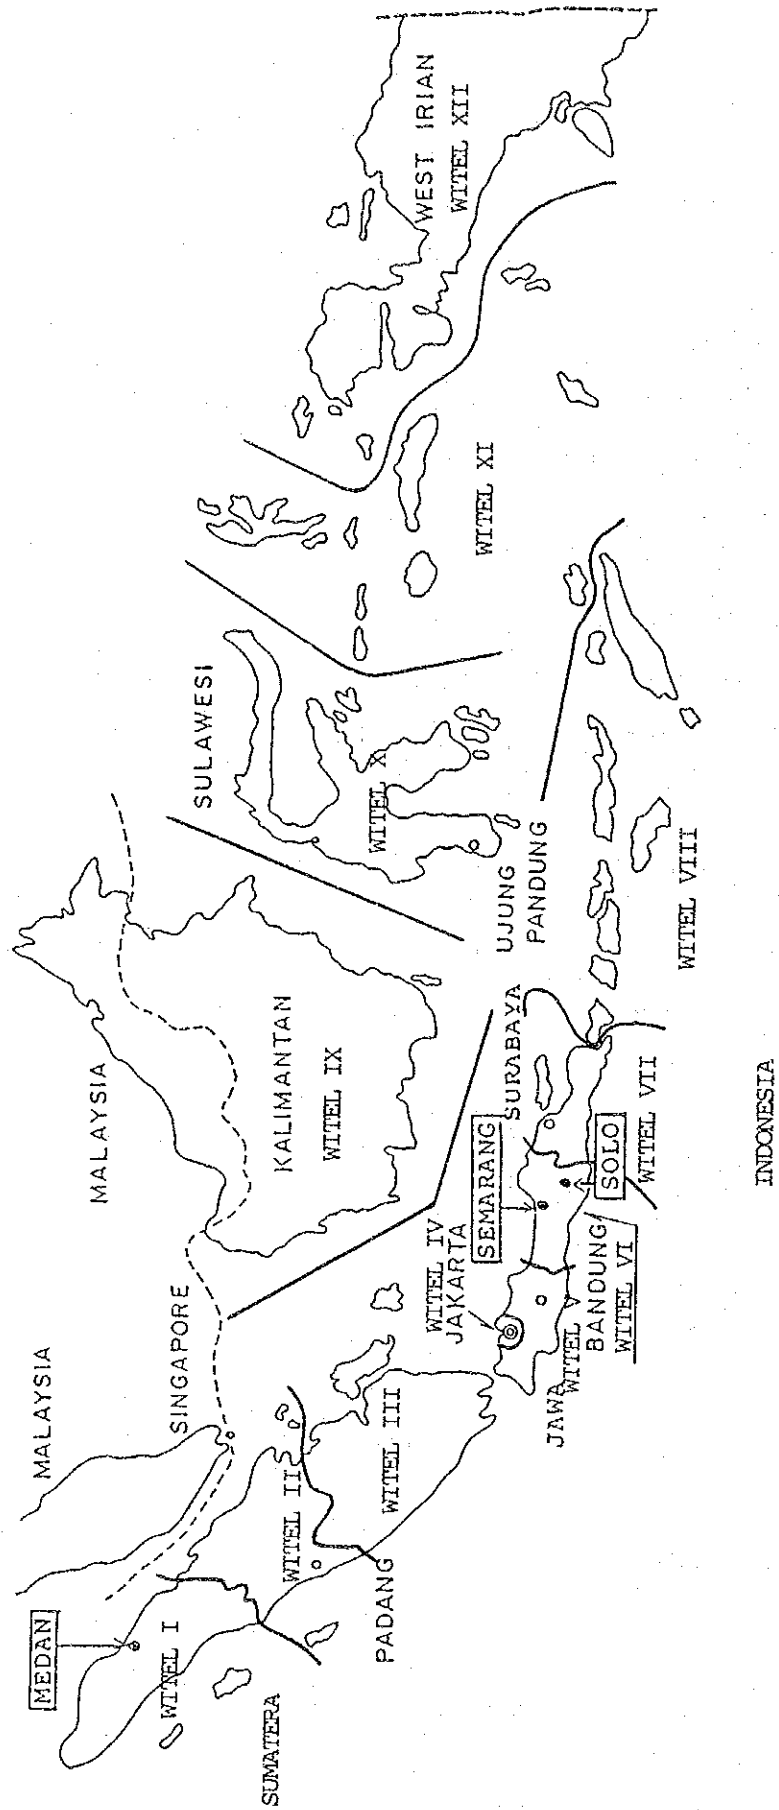 MALAYSIA
MEDAN
SINGAPORE
MALAYSIA
WITEL I
SUMATERA
WITEL II
PADANG
WITEL III
KALIMANTAN
WITEL IX
SULAWESI
WITEL X
UJUNG
PANDUNG
WITEL XI
WEST IRIAN
WITEL XII
WITEL IV
JAKARTA
SEMARANG
SURABAYA
JAWA
WITEL V
BANDUNG
WITEL VI
SOLO
WITEL VII
WITEL VIII
INDONESIA